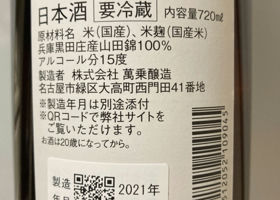 日本酒 要冷蔵 内容量720mℓ
原材料名 米(国産)、米麹(国産米)
兵庫黒田庄産山田錦100%
アルコール分15度
製造者 株式会社 萬乗醸造
名古屋市緑区大高町西門田41番地
※製造年月は別途添付
※QRコードで弊社サイトを
ご覧いただけます。
お酒は20歳になってから。
製造
年月
2021年
512052109045